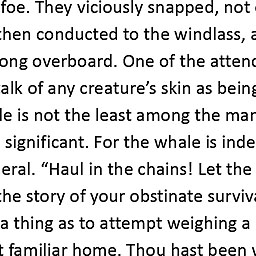 foe. They viciously snapped, not
then conducted to the windlass, a
ong overboard. One of the attend
alk of any creature’s skin as being
le is not the least among the mar
significant. For the whale is inde
eral. “Haul in the chains! Let the
the story of your obstinate surviva
a thing as to attempt weighing a
t familiar home. Thou hast been w